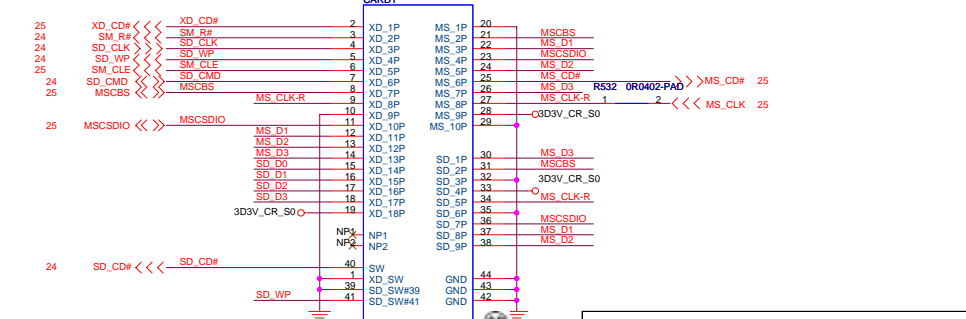 CARD1
25 XD_CD# XD_CD# 2 XD_1P MS_1P 20
24 SM_R# SM_R# 3 XD_2P MS_2P 21 MSCBS
24 SD_CLK SD_CLK 4 XD_3P MS_3P 22 MS_D1
24 SD_WP SD_WP 5 XD_4P MS_4P 23 MSCSDIO
25 SM_CLE SM_CLE 6 XD_5P MS_5P 24 MS_D2
24 SD_CMD SD_CMD 7 XD_6P MS_6P 25 MS_CD# MS_CD# 25
25 MSCBS MSCBS 8 XD_7P MS_7P 26 MS_D3 R532 0R0402-PAD
MS_CLK-R 9 XD_8P MS_8P 27 MS_CLK-R 1 2 MS_CLK 25
10 XD_9P MS_9P 28 3D3V_CR_S0
25 MSCSDIO MSCSDIO 11 XD_10P MS_10P 29
MS_D1 12 XD_11P
MS_D2 13 XD_12P
MS_D3 14 XD_13P SD_1P 30 MS_D3
SD_D0 15 XD_14P SD_2P 31 MSCBS
SD_D1 16 XD_15P SD_3P 32 3D3V_CR_S0
SD_D2 17 XD_16P SD_4P 33
SD_D3 18 XD_17P SD_5P 34 MS_CLK-R
3D3V_CR_S0 19 XD_18P SD_6P 35
SD_7P 36 MSCSDIO
NP1 NP1 SD_8P 37 MS_D1
NP2 NP2 SD_9P 38 MS_D2
24 SD_CD# SD_CD# 40 SW
1 XD_SW GND 44
39 SD_SW#39 GND 43
SD_WP 41 SD_SW#41 GND 42